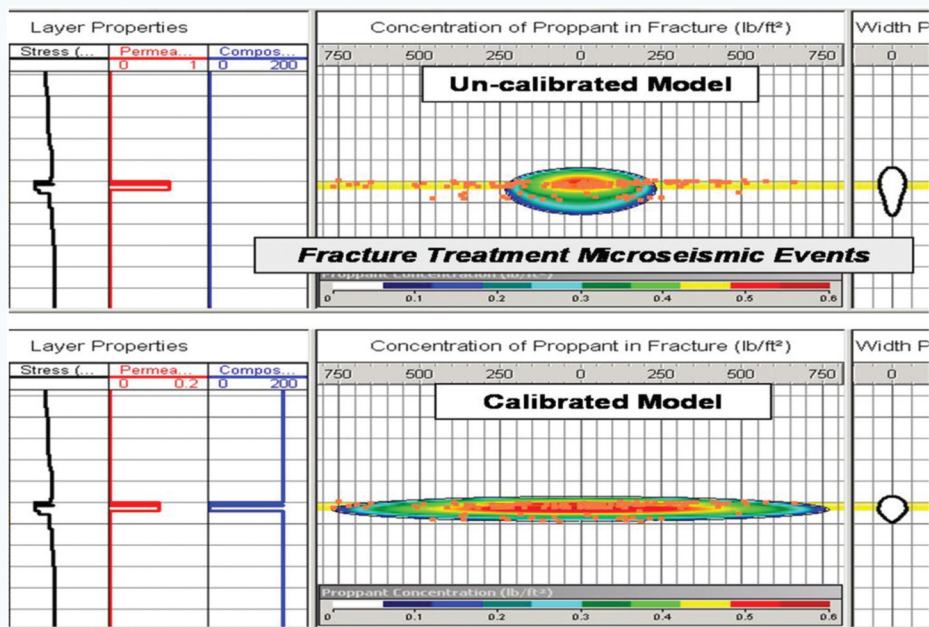 Layer Properties
Concentration of Proppant in Fracture (lb/ft²)
Width P
Stress (...
Permea...
Compos...
0 1
0 200
750 500 250 0 250 500 750
0
Un-calibrated Model
Fracture Treatment Microseismic Events
Proppant Concentration (lb/ft²)
0 0.1 0.2 0.3 0.4 0.5 0.6
Layer Properties
Concentration of Proppant in Fracture (lb/ft²)
Width P
Stress (...
Permea...
Compos...
0 0.2
0 200
750 500 250 0 250 500 750
0
Calibrated Model
Proppant Concentration (lb/ft²)
0 0.1 0.2 0.3 0.4 0.5 0.6